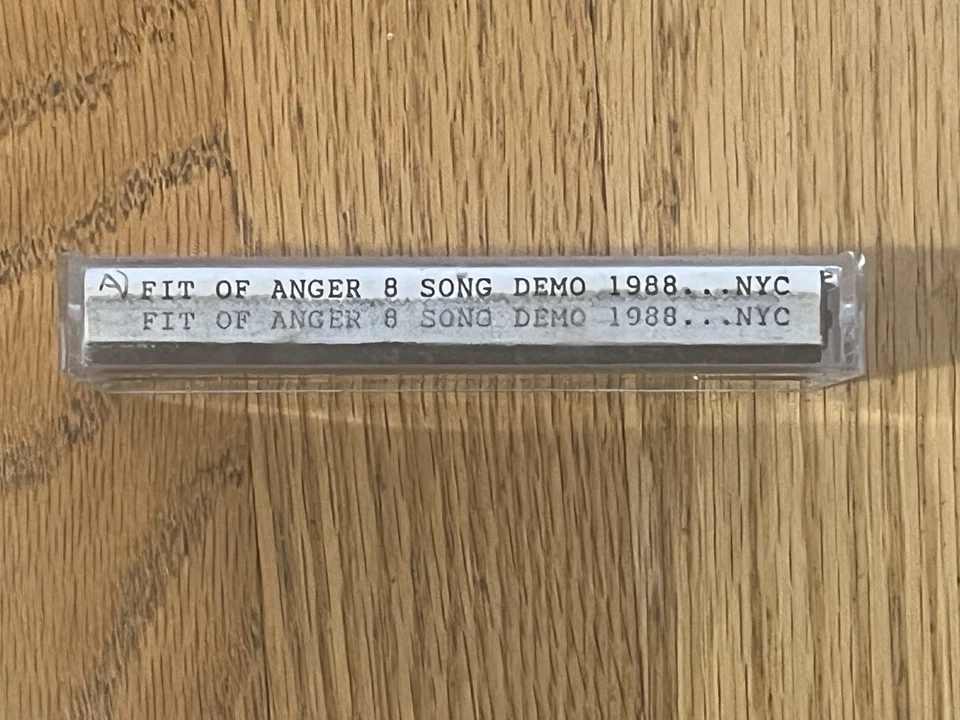 A) FIT OF ANGER 8 SONG DEMO 1988...NYC
FIT OF ANGER 8 SONG DEMO 1988...NYC